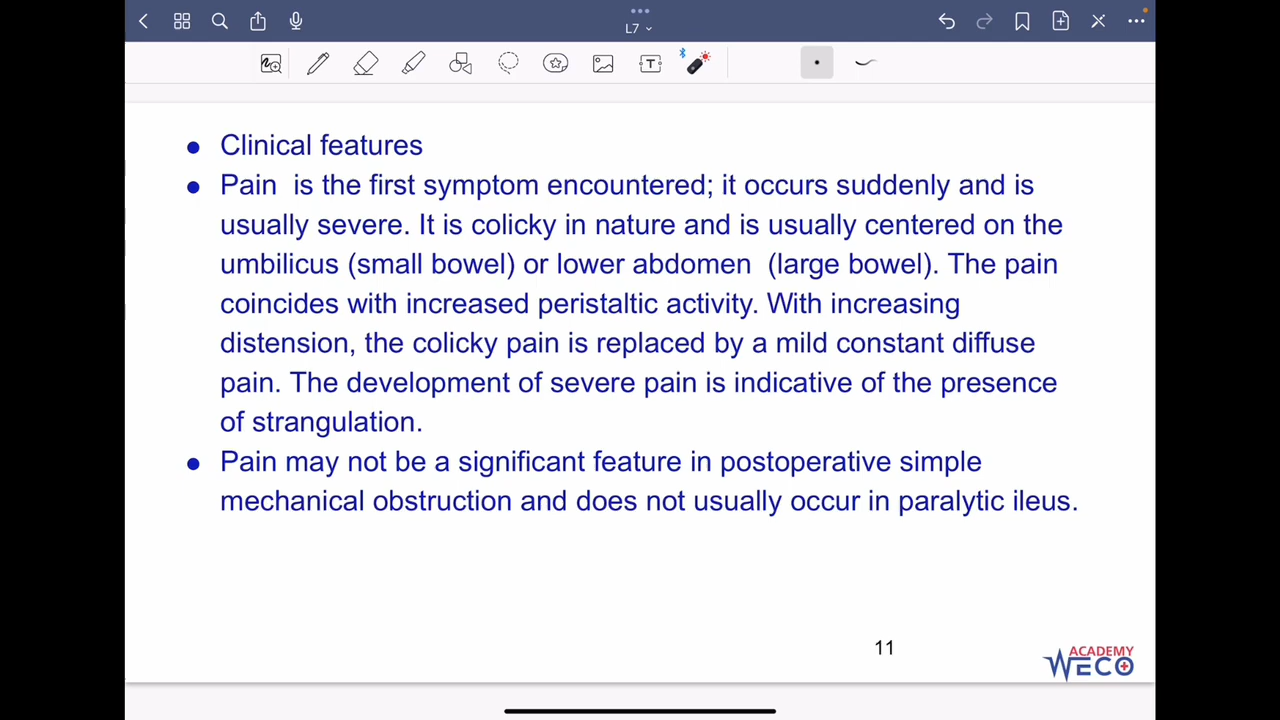 L7
• Clinical features
• Pain is the first symptom encountered; it occurs suddenly and is
usually severe. It is colicky in nature and is usually centered on the
umbilicus (small bowel) or lower abdomen (large bowel). The pain
coincides with increased peristaltic activity. With increasing
distension, the colicky pain is replaced by a mild constant diffuse
pain. The development of severe pain is indicative of the presence
of strangulation.
• Pain may not be a significant feature in postoperative simple
mechanical obstruction and does not usually occur in paralytic ileus.
11
ACADEMY
WECO